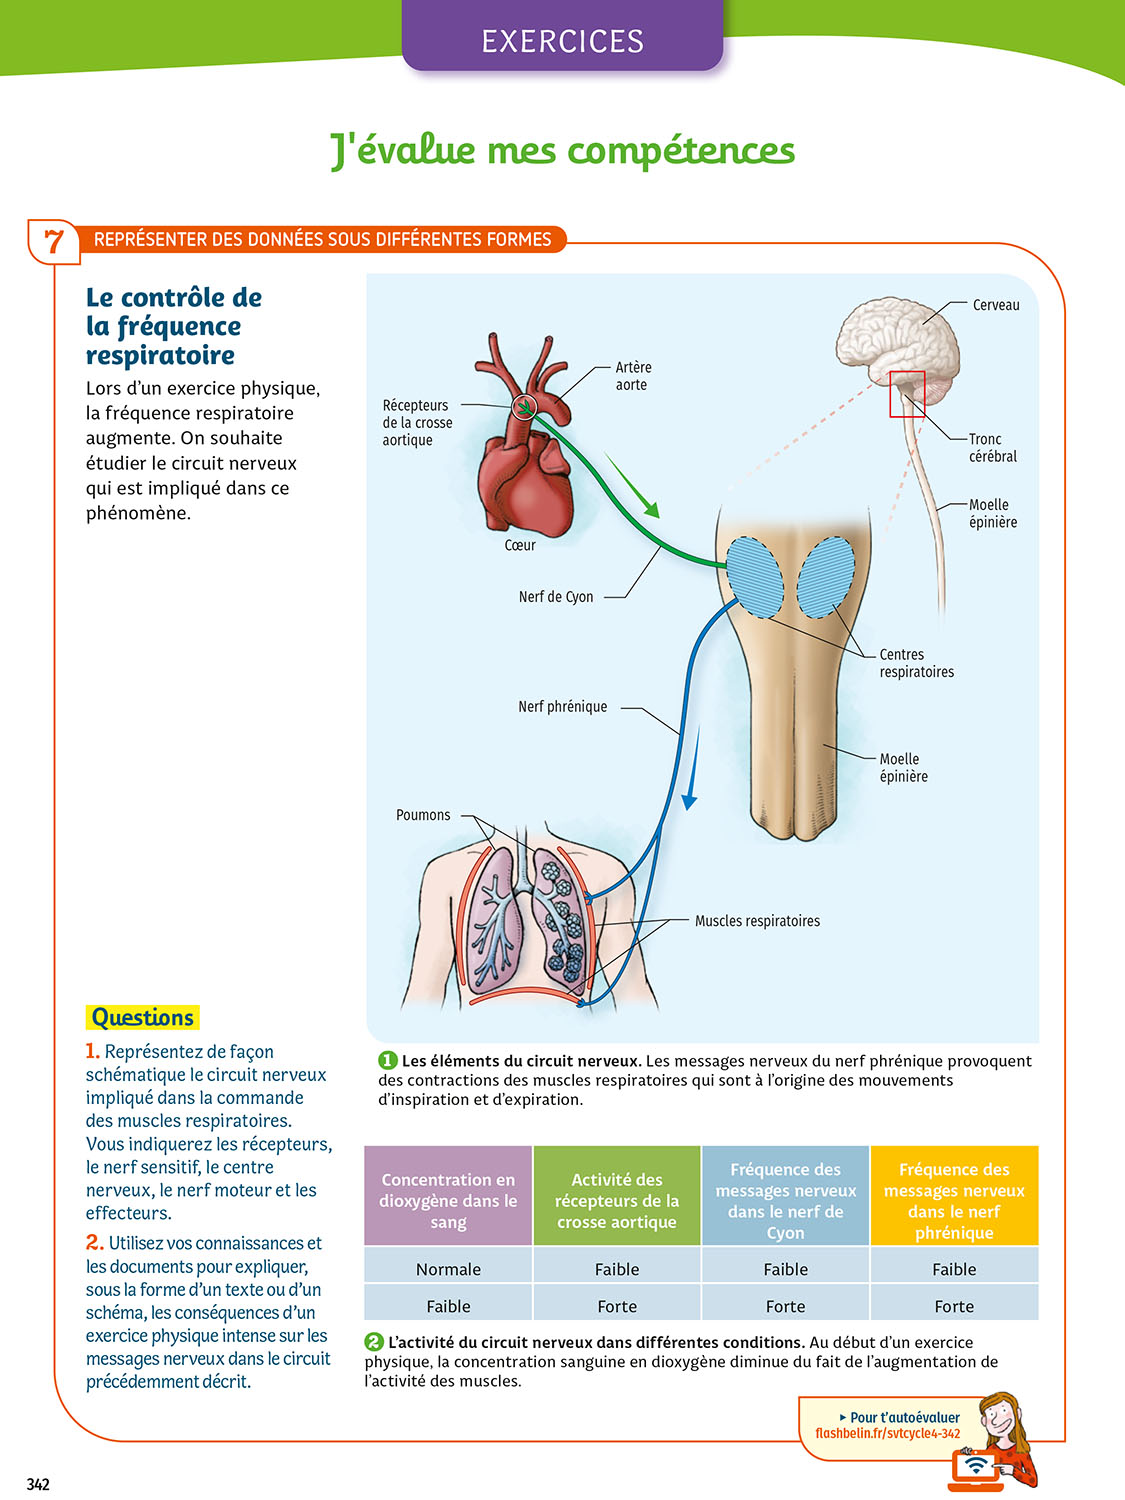 EXERCICES
J'évalue mes compétences
7
REPRÉSENTER DES DONNÉES SOUS DIFFÉRENTES FORMES
Le contrôle de
la fréquence
respiratoire
Lors d'un exercice physique,
la fréquence respiratoire
augmente. On souhaite
étudier le circuit nerveux
qui est impliqué dans ce
phénomène.
Cerveau
Artère
aorte
Récepteurs
de la crosse
aortique
Tronc
cérébral
Moelle
épinière
Cœur
Nerf de Cyon
Centres
respiratoires
Nerf phrénique
Moelle
épinière
Poumons
Muscles respiratoires
Questions
1. Représentez de façon
schématique le circuit nerveux
impliqué dans la commande
des muscles respiratoires.
Vous indiquerez les récepteurs,
le nerf sensitif, le centre
nerveux, le nerf moteur et les
effecteurs.
2. Utilisez vos connaissances et
les documents pour expliquer,
sous la forme d'un texte ou d'un
schéma, les conséquences d'un
exercice physique intense sur les
messages nerveux dans le circuit
précédemment décrit.
1 Les éléments du circuit nerveux. Les messages nerveux du nerf phrénique provoquent
des contractions des muscles respiratoires qui sont à l'origine des mouvements
d'inspiration et d'expiration.
Concentration en
dioxygène dans le
sang
Activité des
récepteurs de la
crosse aortique
Fréquence des
messages nerveux
dans le nerf de
Cyon
Fréquence des
messages nerveux
dans le nerf
phrénique
Normale Faible Faible Faible
Faible Forte Forte Forte
2 L'activité du circuit nerveux dans différentes conditions. Au début d'un exercice
physique, la concentration sanguine en dioxygène diminue du fait de l'augmentation de
l'activité des muscles.
Pour t'autoévaluer
flashbelin.fr/svtcycle4-342
342